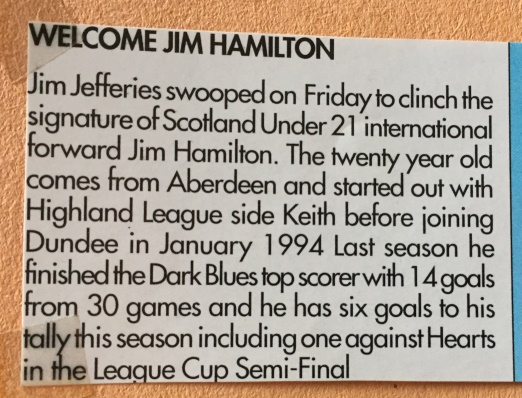 WELCOME JIM HAMILTON
Jim Jefferies swooped on Friday to clinch the
signature of Scotland Under 21 international
forward Jim Hamilton. The twenty year old
comes from Aberdeen and started out with
Highland League side Keith before joining
Dundee in January 1994 Last season he
finished the Dark Blues top scorer with 14 goals
from 30 games and he has six goals to his
tally this season including one against Hearts
in the League Cup Semi-Final